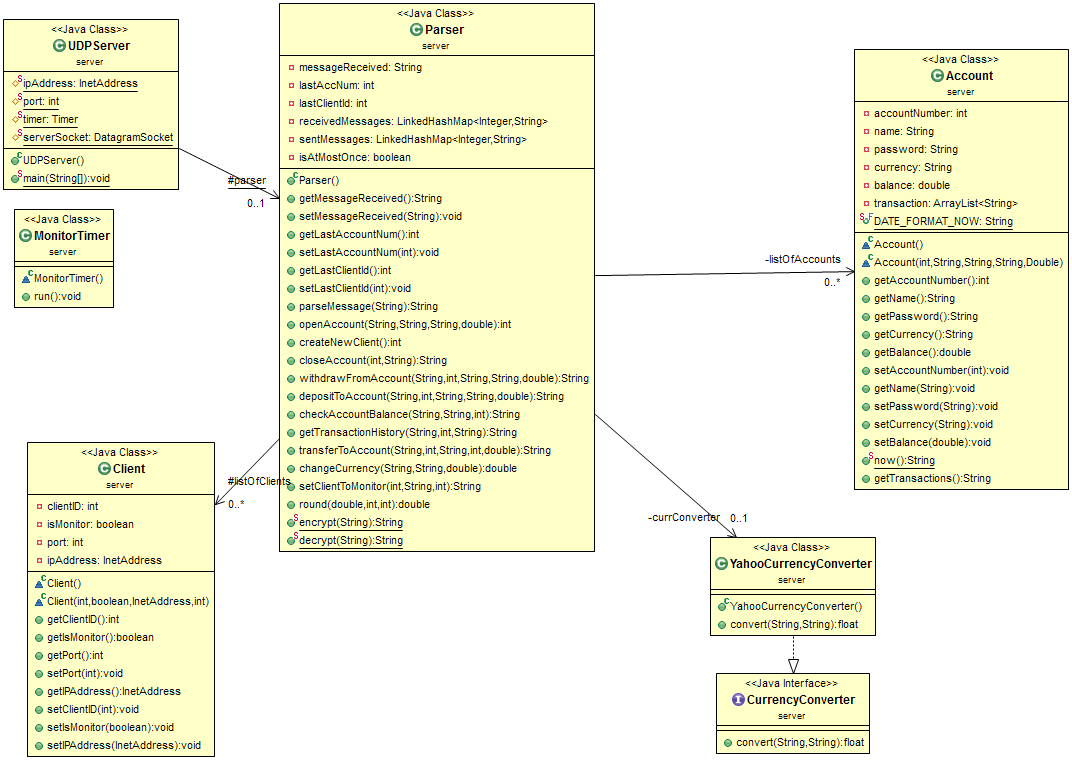 <<Java Class>>
UDPServer
server
ipAddress: InetAddress
port: int
timer: Timer
serverSocket: DatagramSocket
UDPServer()
main(String[]):void
#parser
0..1
<<Java Class>>
MonitorTimer
server
MonitorTimer()
run():void
<<Java Class>>
Parser
server
messageReceived: String
lastAccNum: int
lastClientId: int
receivedMessages: LinkedHashMap<Integer,String>
sentMessages: LinkedHashMap<Integer,String>
isAtMostOnce: boolean
Parser()
getMessageReceived():String
setMessageReceived(String):void
getLastAccountNum():int
setLastAccountNum(int):void
getLastClientId():int
setLastClientId(int):void
parseMessage(String):String
openAccount(String,String,String,double):int
createNewClient():int
closeAccount(int,String):String
withdrawFromAccount(String,int,String,String,double):String
depositToAccount(String,int,String,String,double):String
checkAccountBalance(String,String,int):String
getTransactionHistory(String,int,String):String
transferToAccount(String,int,String,int,double):String
changeCurrency(String,String,double):double
setClientToMonitor(int,String,int):String
round(double,int,int):double
encrypt(String):String
decrypt(String):String
-listOfAccounts
0..*
<<Java Class>>
Account
server
accountNumber: int
name: String
password: String
currency: String
balance: double
transaction: ArrayList<String>
DATE_FORMAT_NOW: String
Account()
Account(int,String,String,String,Double)
getAccountNumber():int
getName():String
getPassword():String
getCurrency():String
getBalance():double
setAccountNumber(int):void
getName(String):void
setPassword(String):void
setCurrency(String):void
setBalance(double):void
now():String
getTransactions():String
#listOfClients
0..*
<<Java Class>>
Client
server
clientID: int
isMonitor: boolean
port: int
ipAddress: InetAddress
Client()
Client(int,boolean,InetAddress,int)
getClientID():int
getIsMonitor():boolean
getPort():int
setPort(int):void
getIPAddress():InetAddress
setClientID(int):void
setIsMonitor(boolean):void
setIPAddress(InetAddress):void
-currConverter
0..1
<<Java Class>>
YahooCurrencyConverter
server
YahooCurrencyConverter()
convert(String,String):float
<<Java Interface>>
CurrencyConverter
server
convert(String,String):float